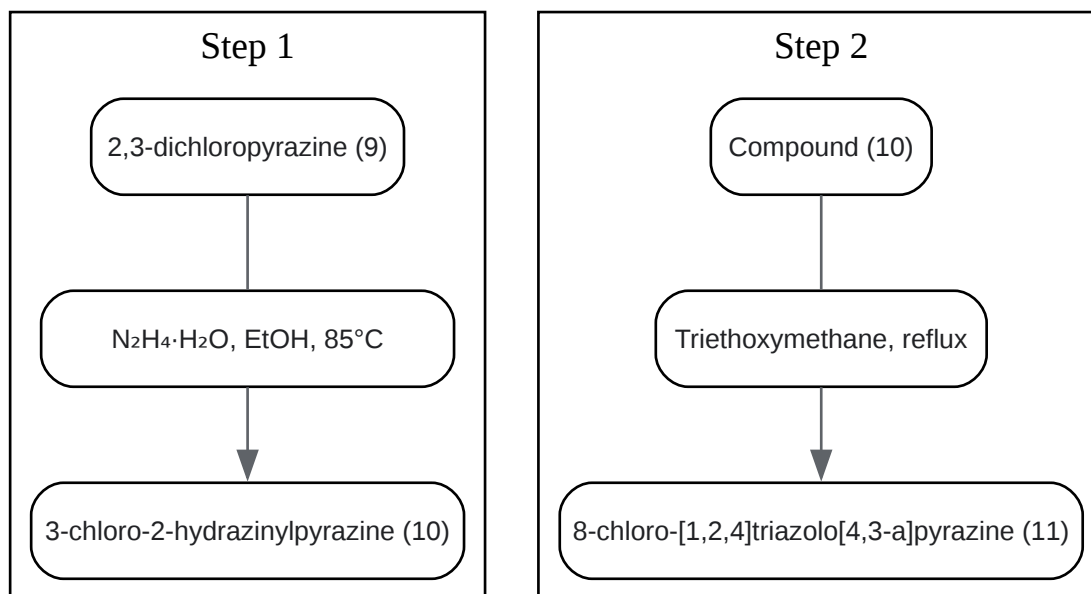 Step 1
2,3-dichloropyrazine (9)
N₂H₄·H₂O, EtOH, 85°C
3-chloro-2-hydrazinylpyrazine (10)
Step 2
Compound (10)
Triethoxymethane, reflux
8-chloro-[1,2,4]triazolo[4,3-a]pyrazine (11)